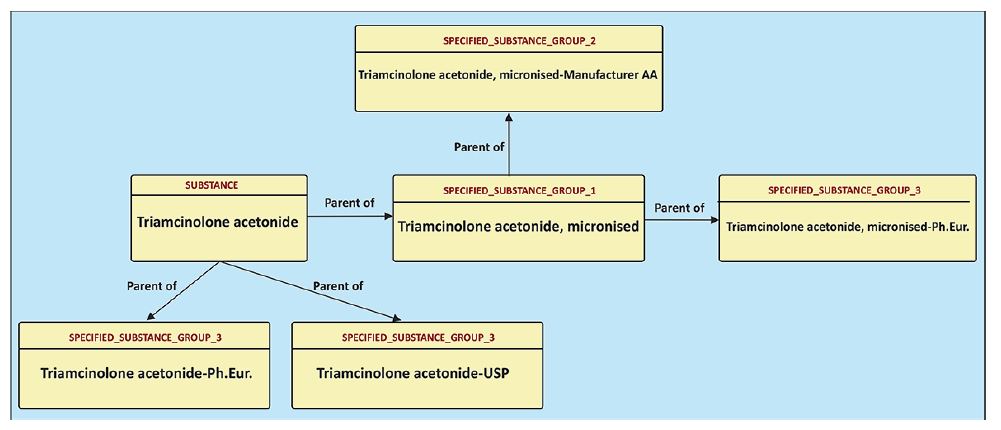 SPECIFIED_SUBSTANCE_GROUP_2
Triamcinolone acetonide, micronised-Manufacturer AA
Parent of
SUBSTANCE
Triamcinolone acetonide
Parent of
SPECIFIED_SUBSTANCE_GROUP_1
Triamcinolone acetonide, micronised
Parent of
SPECIFIED_SUBSTANCE_GROUP_3
Triamcinolone acetonide, micronised-Ph.Eur.
Parent of
Parent of
SPECIFIED_SUBSTANCE_GROUP_3
Triamcinolone acetonide-Ph.Eur.
SPECIFIED_SUBSTANCE_GROUP_3
Triamcinolone acetonide-USP